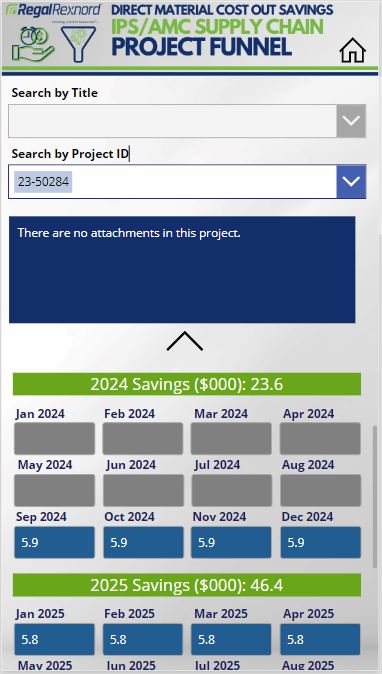 RegalRexnord
DIRECT MATERIAL COST OUT SAVINGS
IPS/AMC SUPPLY CHAIN
PROJECT FUNNEL
Search by Title
Search by Project ID
23-50284
There are no attachments in this project.
2024 Savings ($000): 23.6
Jan 2024 Feb 2024 Mar 2024 Apr 2024
May 2024 Jun 2024 Jul 2024 Aug 2024
Sep 2024 Oct 2024 Nov 2024 Dec 2024
5.9 5.9 5.9 5.9
2025 Savings ($000): 46.4
Jan 2025 Feb 2025 Mar 2025 Apr 2025
5.8 5.8 5.8 5.8
May 2025 Jun 2025 Jul 2025 Aug 2025